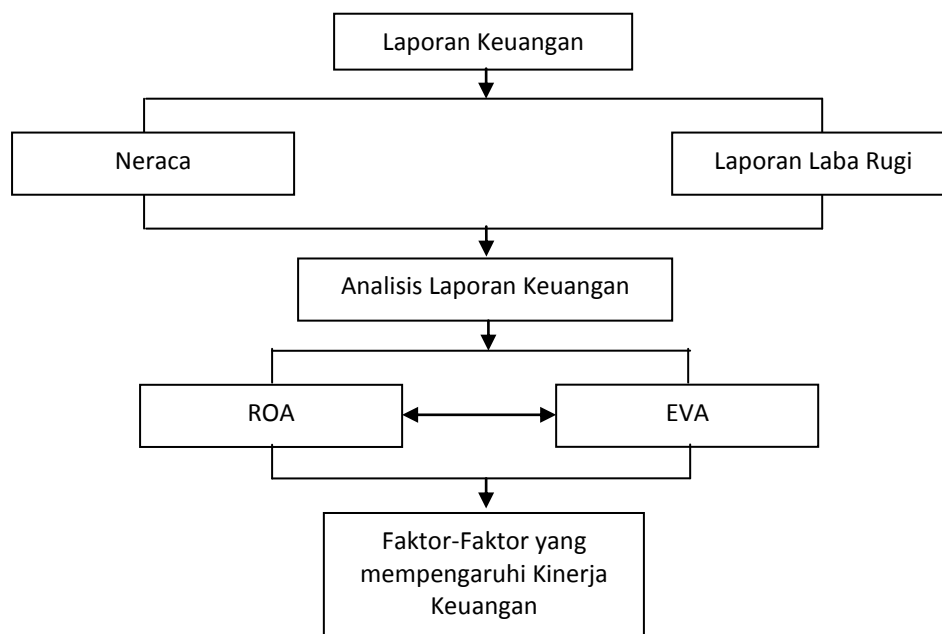 Laporan Keuangan
Neraca
Laporan Laba Rugi
Analisis Laporan Keuangan
ROA
EVA
Faktor-Faktor yang
mempengaruhi Kinerja
Keuangan